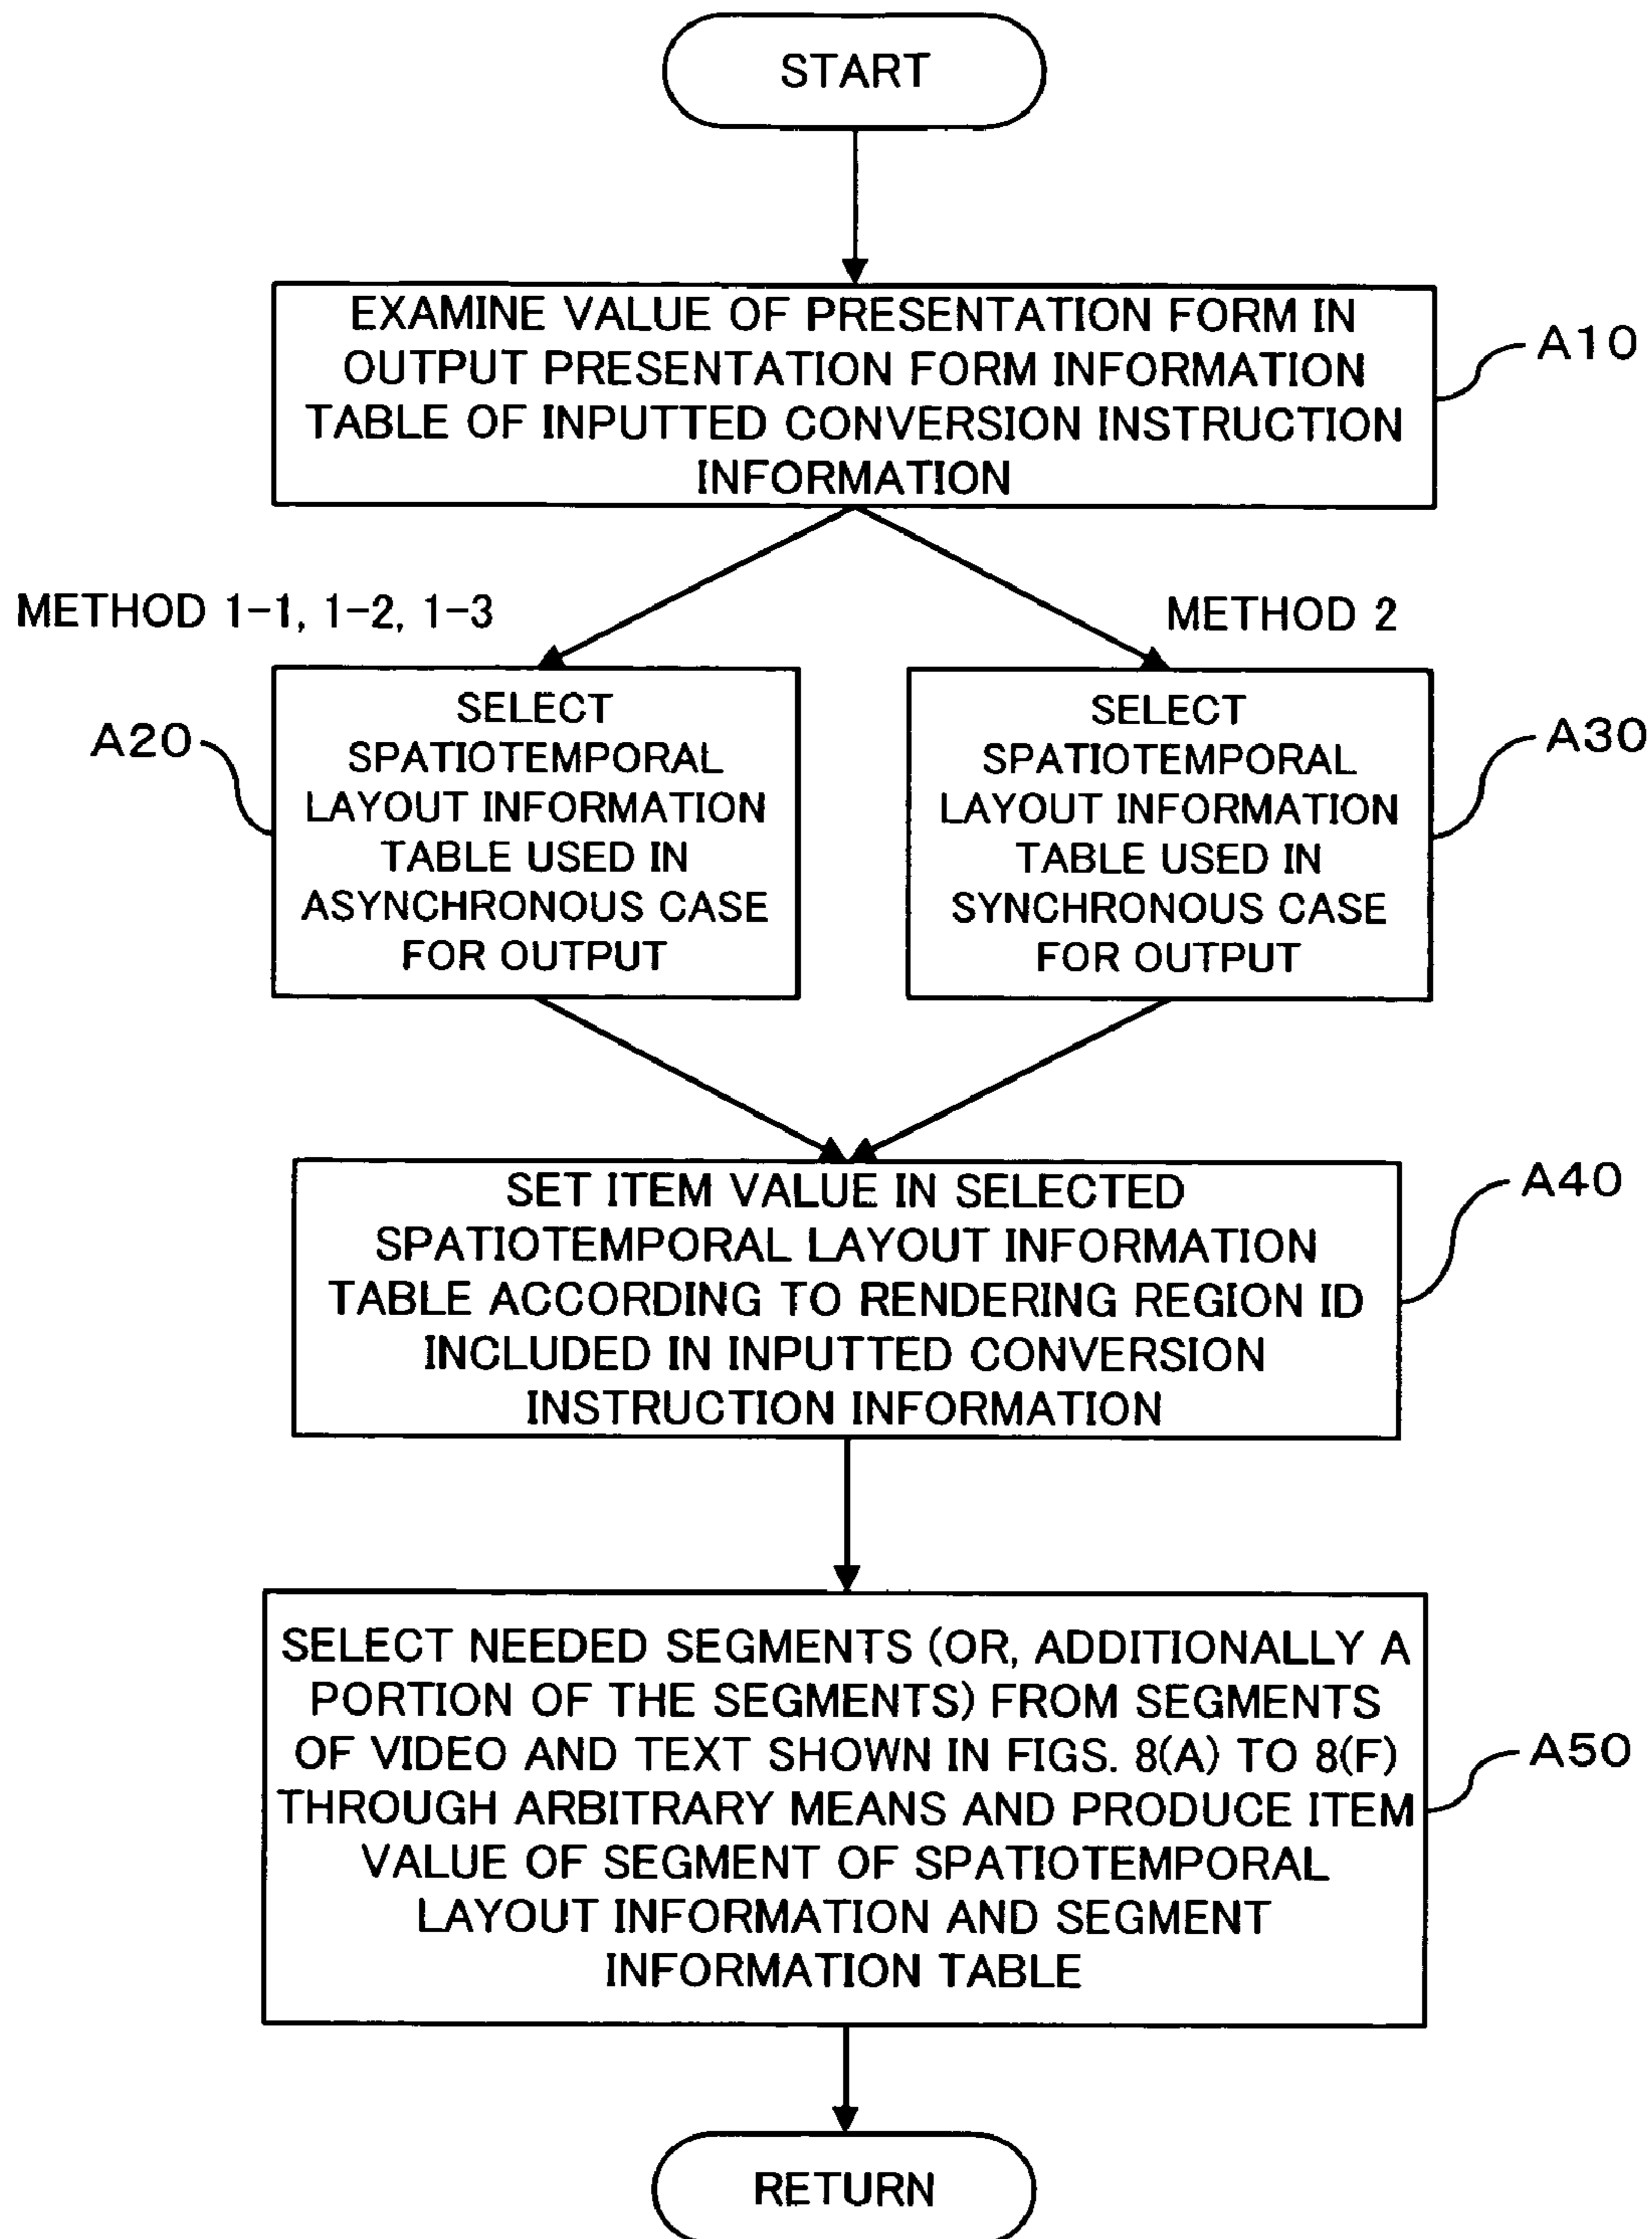 START
EXAMINE VALUE OF PRESENTATION FORM IN
OUTPUT PRESENTATION FORM INFORMATION
TABLE OF INPUTTED CONVERSION INSTRUCTION
INFORMATION
A10
METHOD 1-1, 1-2, 1-3
METHOD 2
A20
SELECT
SPATIOTEMPORAL
LAYOUT INFORMATION
TABLE USED IN
ASYNCHRONOUS CASE
FOR OUTPUT
SELECT
SPATIOTEMPORAL
LAYOUT INFORMATION
TABLE USED IN
SYNCHRONOUS CASE
FOR OUTPUT
A30
SET ITEM VALUE IN SELECTED
SPATIOTEMPORAL LAYOUT INFORMATION
TABLE ACCORDING TO RENDERING REGION ID
INCLUDED IN INPUTTED CONVERSION
INSTRUCTION INFORMATION
A40
SELECT NEEDED SEGMENTS (OR, ADDITIONALLY A
PORTION OF THE SEGMENTS) FROM SEGMENTS
OF VIDEO AND TEXT SHOWN IN FIGS. 8(A) TO 8(F)
THROUGH ARBITRARY MEANS AND PRODUCE ITEM
VALUE OF SEGMENT OF SPATIOTEMPORAL
LAYOUT INFORMATION AND SEGMENT
INFORMATION TABLE
A50
RETURN